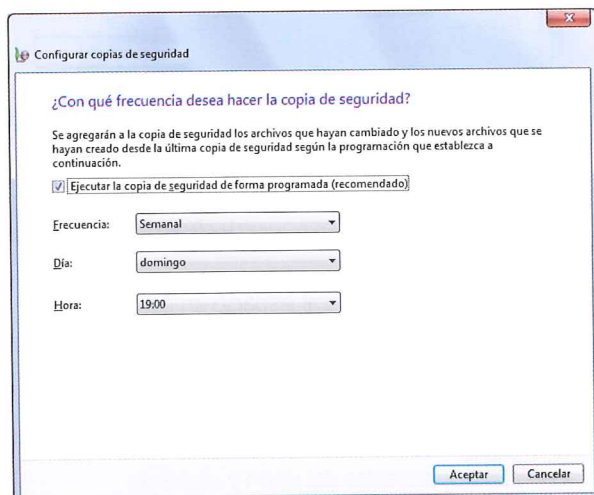 Configurar copias de seguridad
¿Con qué frecuencia desea hacer la copia de seguridad?
Se agregarán a la copia de seguridad los archivos que hayan cambiado y los nuevos archivos que se
hayan creado desde la última copia de seguridad según la programación que establezca a
continuación.
Ejecutar la copia de seguridad de forma programada (recomendado)
Frecuencia: Semanal
Día: domingo
Hora: 19:00
Aceptar Cancelar